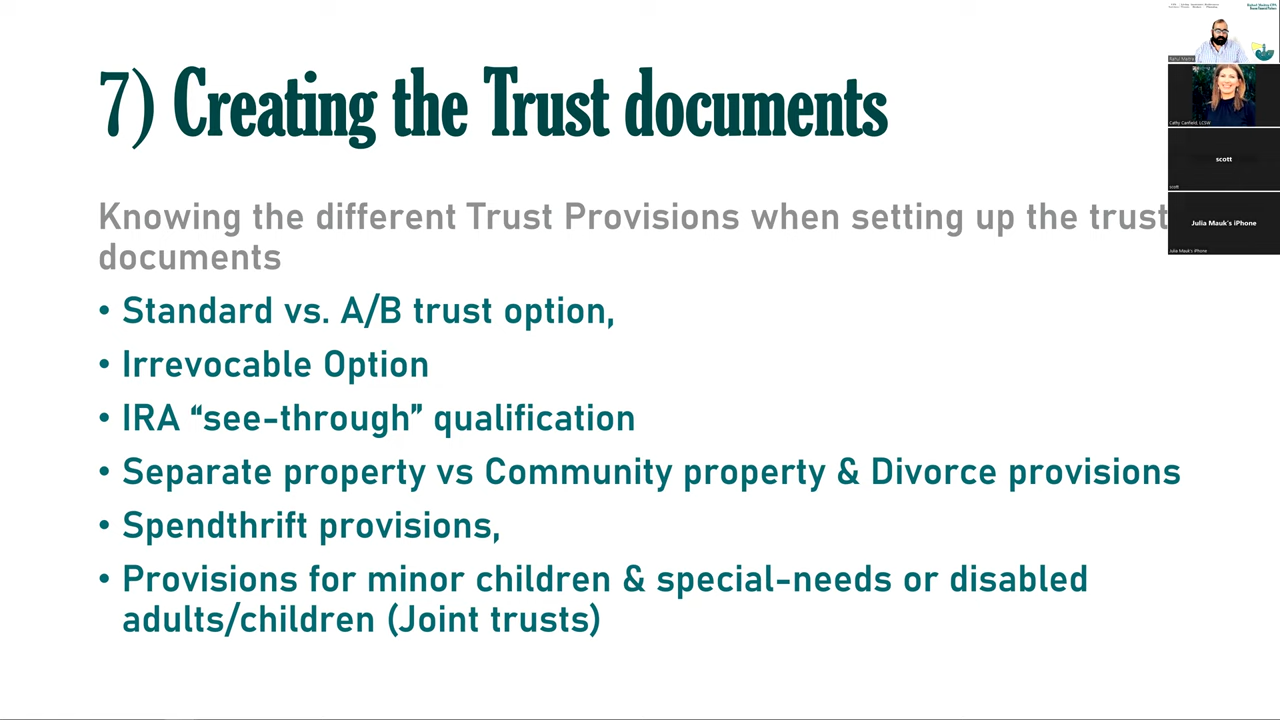 7) Creating the Trust documents
Knowing the different Trust Provisions when setting up the trust
documents
• Standard vs. A/B trust option,
• Irrevocable Option
• IRA “see-through” qualification
• Separate property vs Community property & Divorce provisions
• Spendthrift provisions,
• Provisions for minor children & special-needs or disabled
adults/children (Joint trusts)
Cathy Canfield, LCSW
scott
scott
Julia Mauk's iPhone
Julia Mauk's iPhone